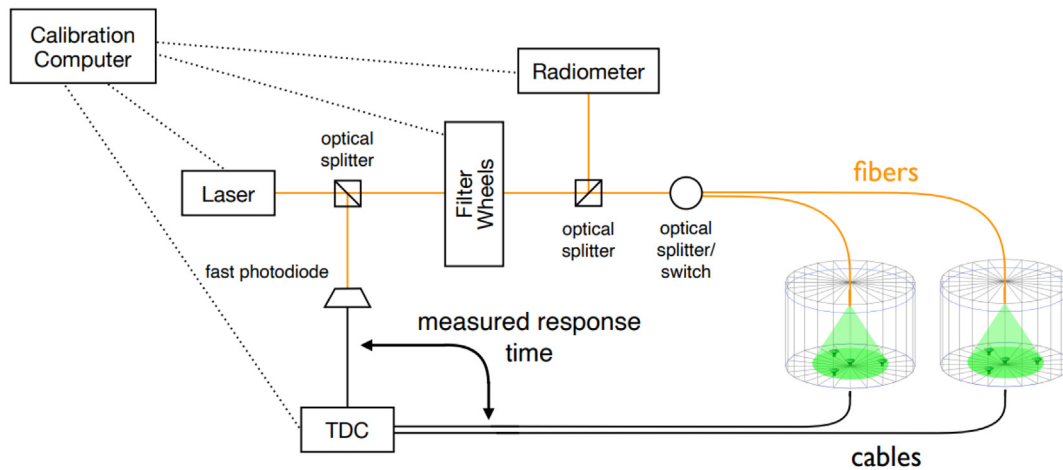 Calibration
Computer
Radiometer
optical
splitter
Laser
Filter
Wheels
fibers
optical
splitter
optical
splitter/
switch
fast photodiode
measured response
time
TDC
cables